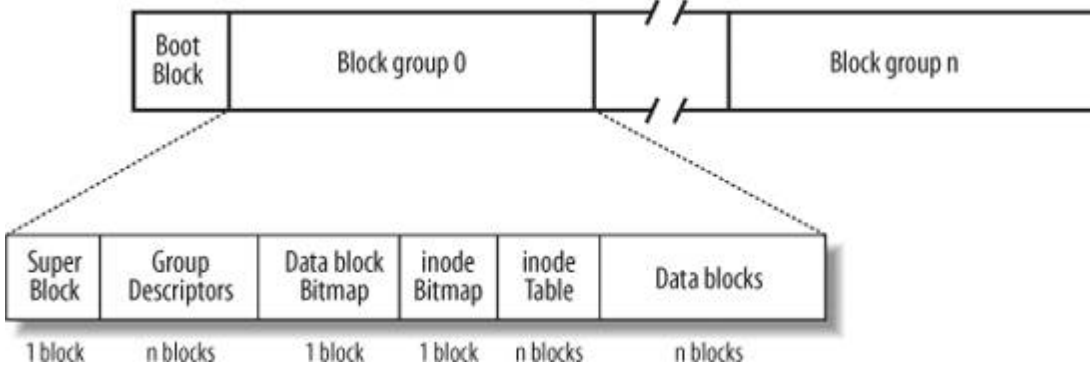 Boot
Block
Block group 0
Block group n
Super
Block
Group
Descriptors
Data block
Bitmap
inode
Bitmap
inode
Table
Data blocks
1 block
n blocks
1 block
1 block
n blocks
n blocks